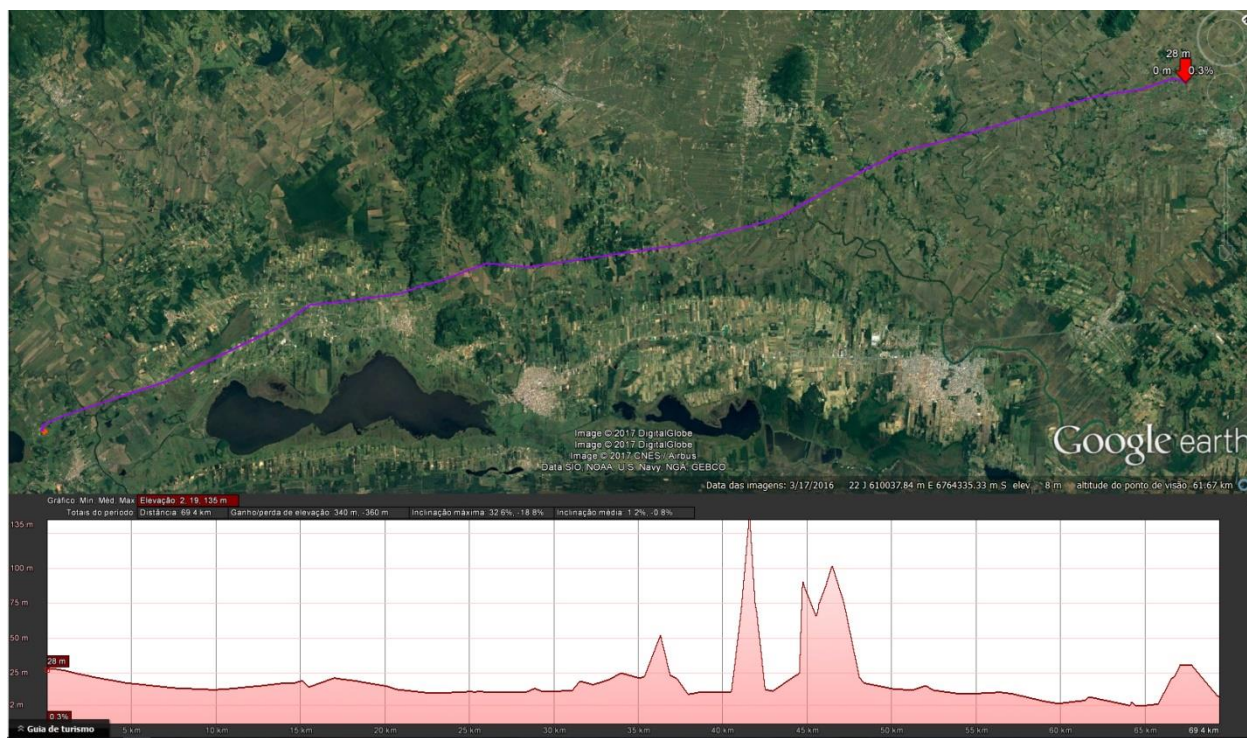 28 m
0 m 0.3%
Image © 2017 DigitalGlobe
Image © 2017 DigitalGlobe
Image © 2017 CNES / Airbus
Data SIO, NOAA, U.S. Navy, NGA, GEBCO
Google earth
Data das imagens: 3/17/2016 22 J 610037.84 m E 6764335.33 m S elev 8 m altitude do ponto de visão 61.67 km
Gráfico: Mín, Méd, Máx Elevação: 2, 19, 135 m
Totais do período: Distância: 69.4 km Ganho/perda de elevação: 340 m, -360 m Inclinação máxima: 32.6%, -18.8% Inclinação média: 1.2%, -0.8%
135 m
100 m
75 m
50 m
28 m
25 m
2 m
0.3%
Guia de turismo 5 km 10 km 15 km 20 km 25 km 30 km 35 km 40 km 45 km 50 km 55 km 60 km 65 km 69.4 km